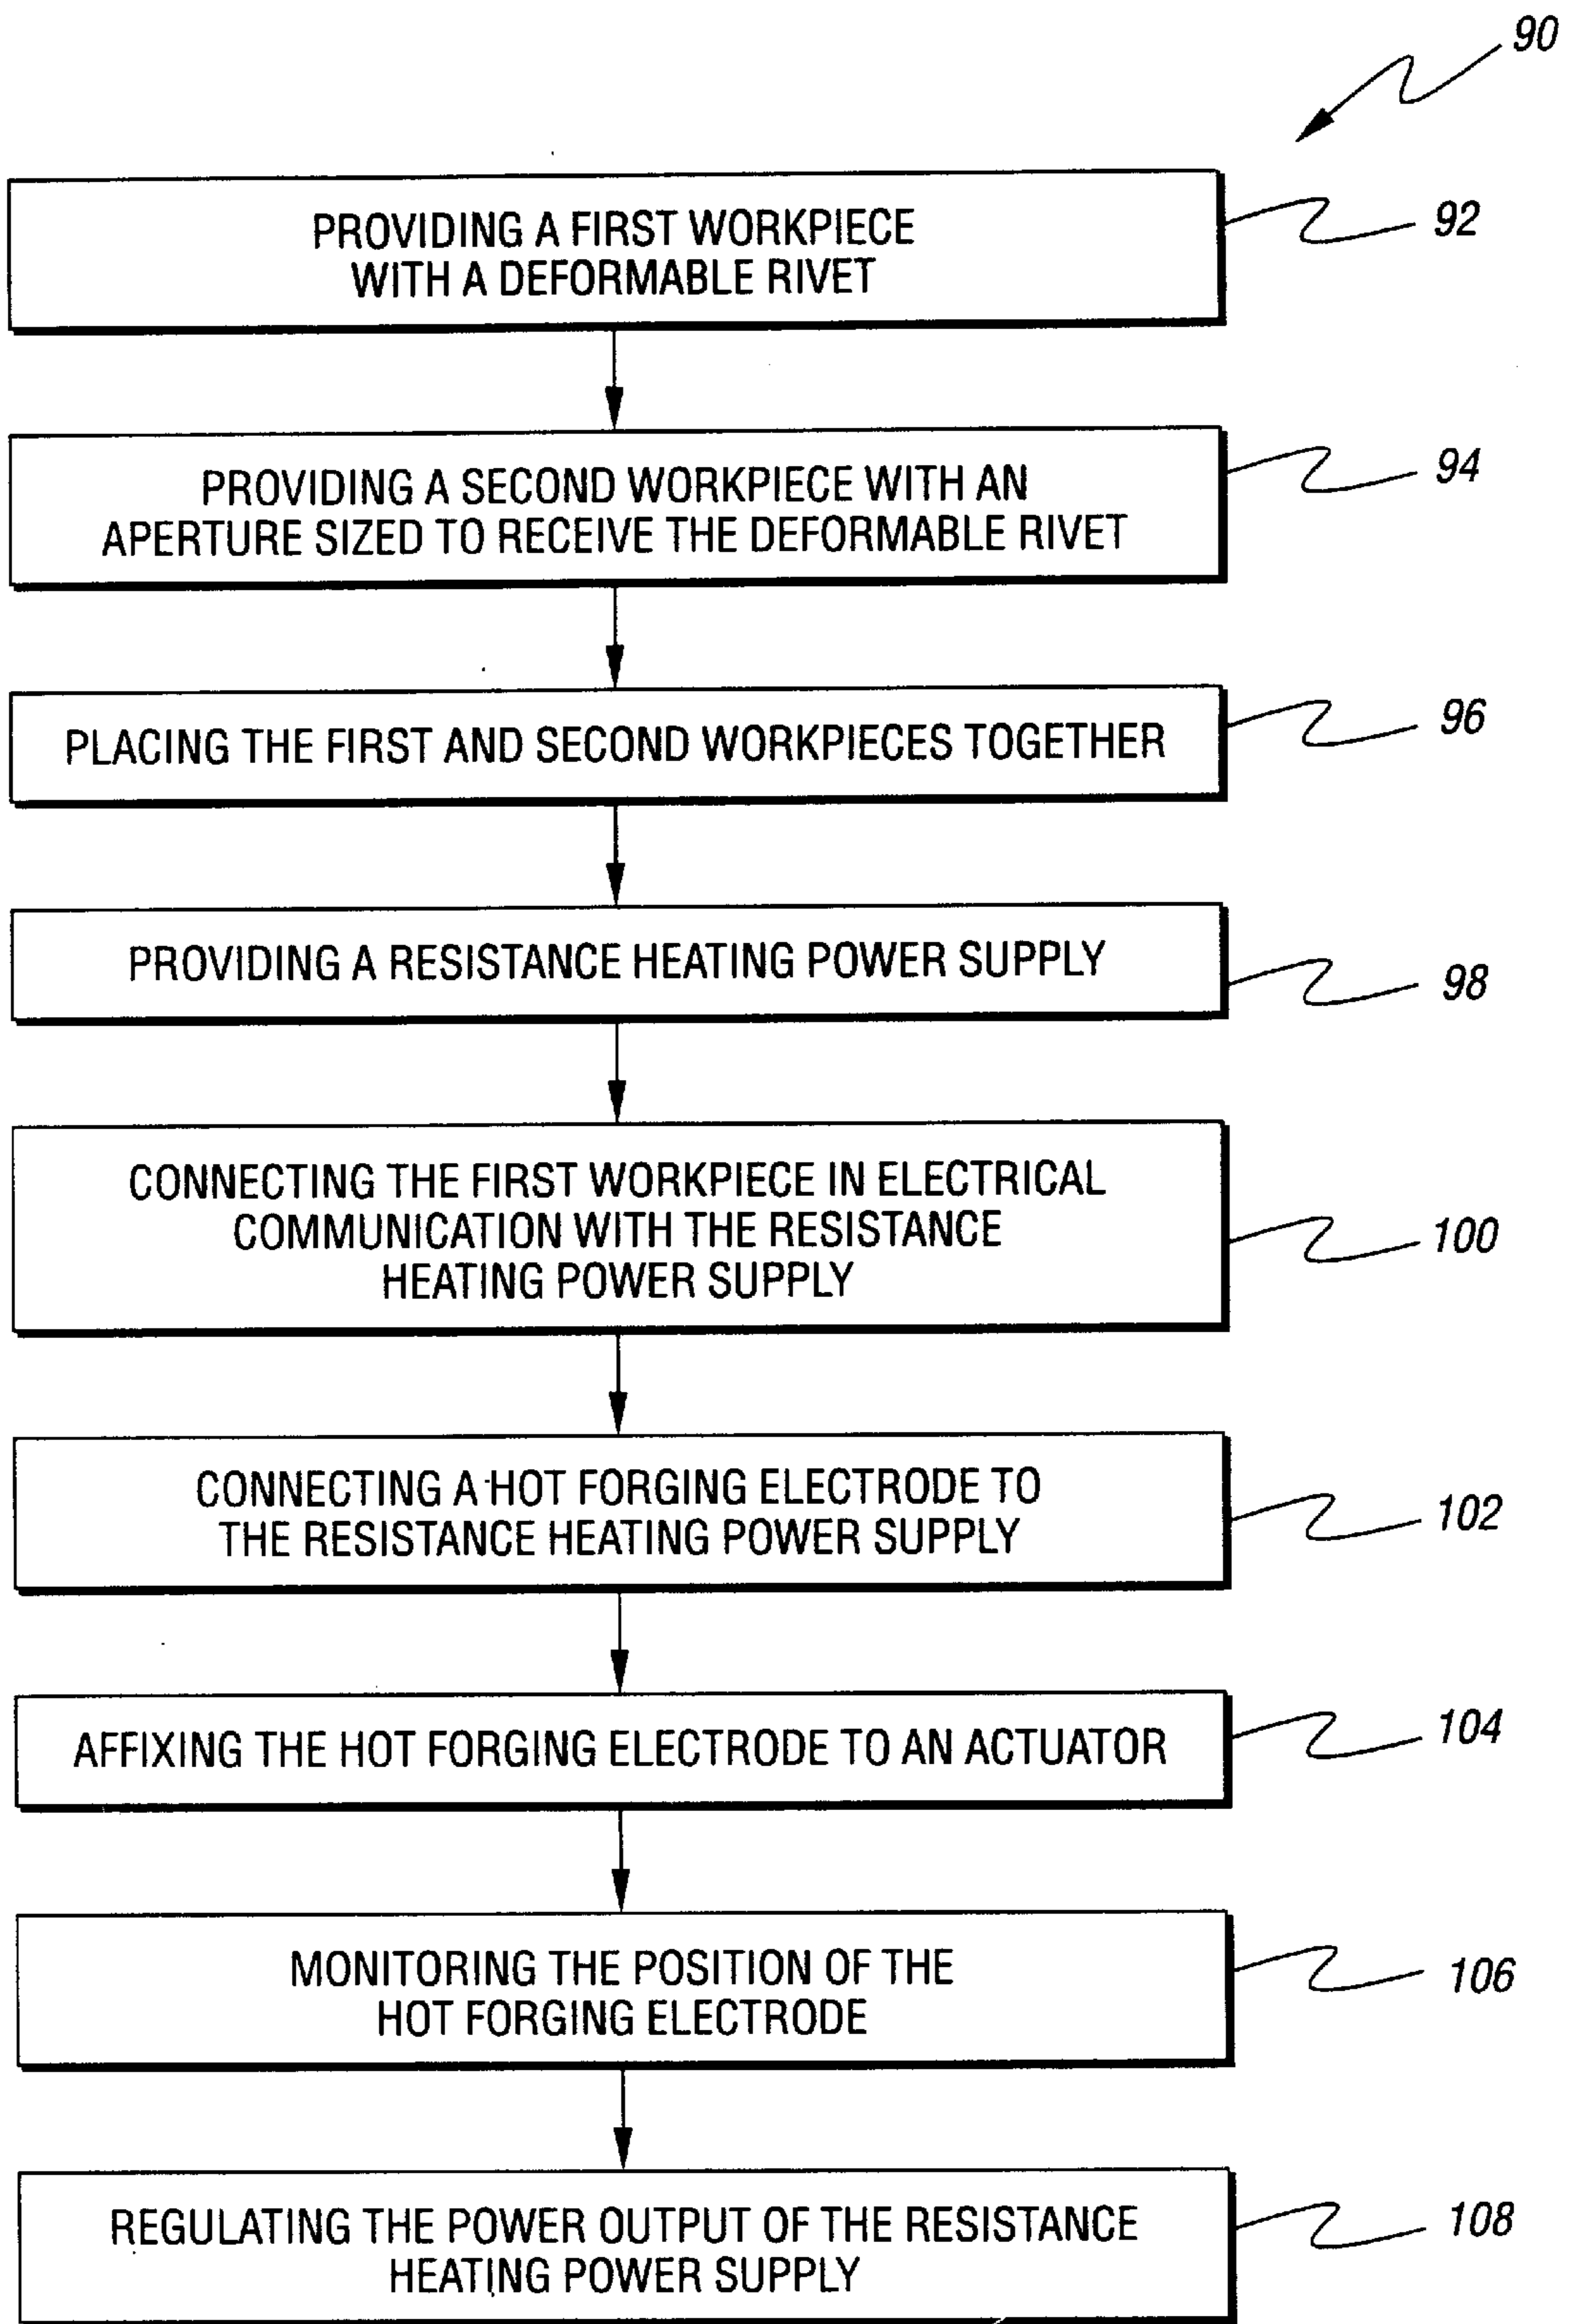 90
PROVIDING A FIRST WORKPIECE
WITH A DEFORMABLE RIVET
92
PROVIDING A SECOND WORKPIECE WITH AN
APERTURE SIZED TO RECEIVE THE DEFORMABLE RIVET
94
PLACING THE FIRST AND SECOND WORKPIECES TOGETHER
96
PROVIDING A RESISTANCE HEATING POWER SUPPLY
98
CONNECTING THE FIRST WORKPIECE IN ELECTRICAL
COMMUNICATION WITH THE RESISTANCE
HEATING POWER SUPPLY
100
CONNECTING A HOT FORGING ELECTRODE TO
THE RESISTANCE HEATING POWER SUPPLY
102
AFFIXING THE HOT FORGING ELECTRODE TO AN ACTUATOR
104
MONITORING THE POSITION OF THE
HOT FORGING ELECTRODE
106
REGULATING THE POWER OUTPUT OF THE RESISTANCE
HEATING POWER SUPPLY
108